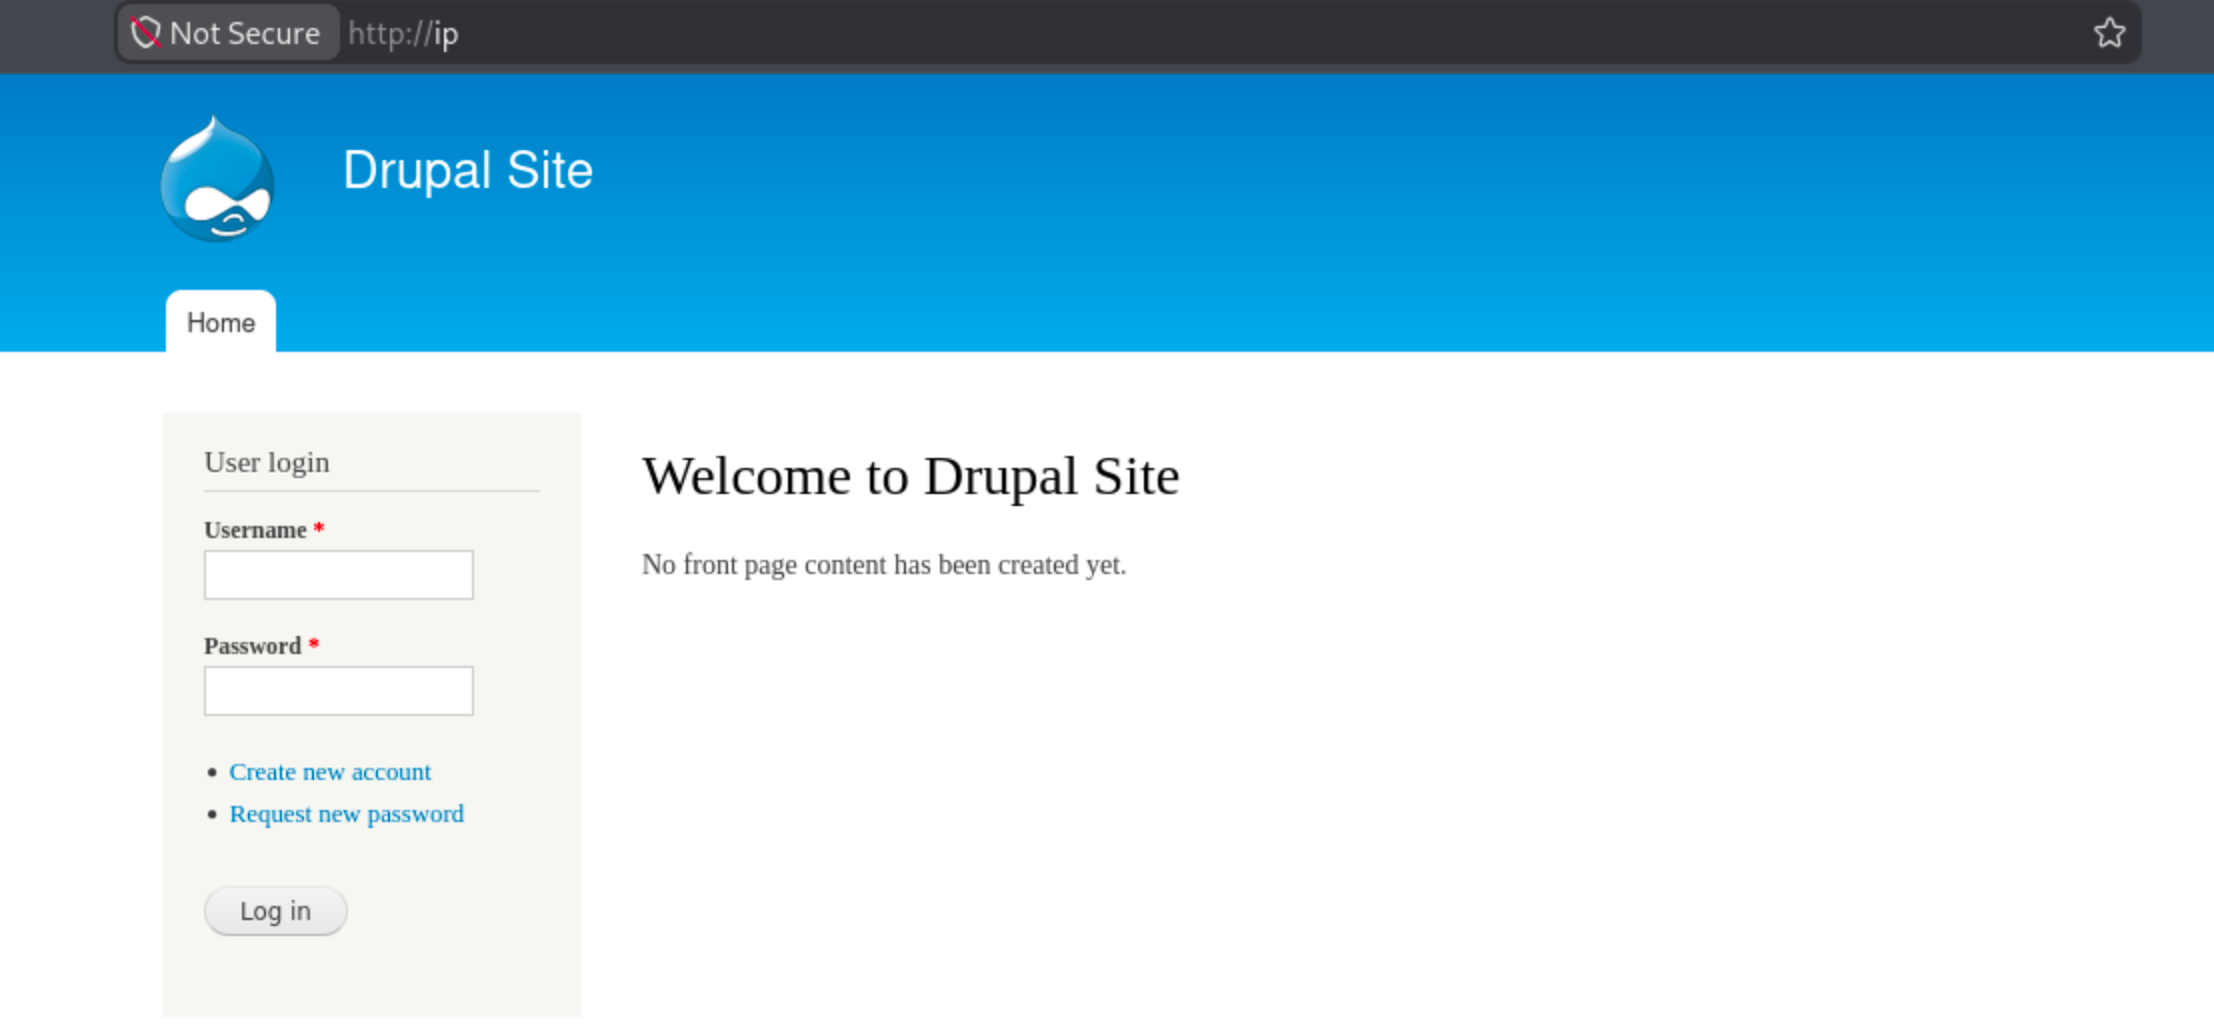 Not Secure http://ip
Drupal Site
Home
User login
Username *
Password *
Create new account
Request new password
Log in
Welcome to Drupal Site
No front page content has been created yet.